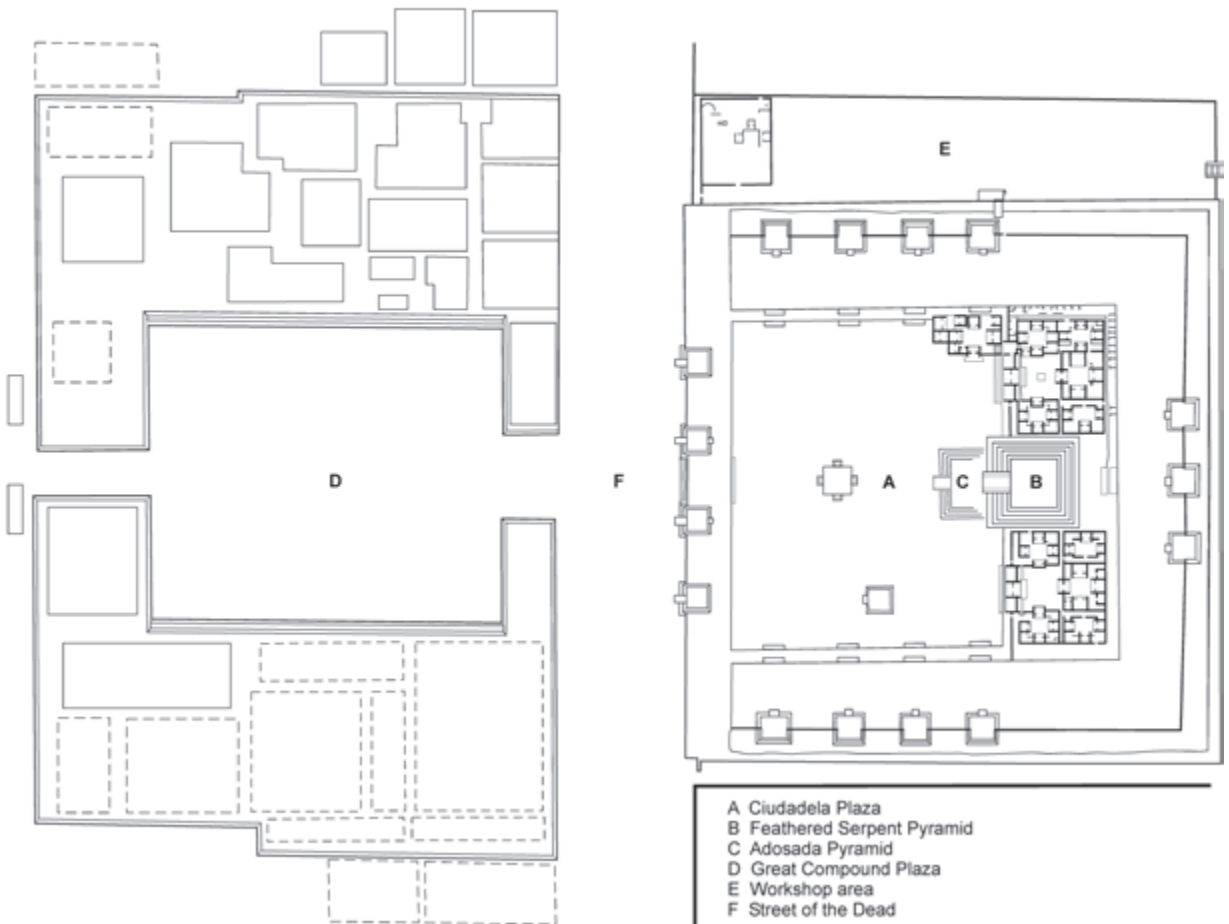 E
D
F
A
C
B
A Ciudadela Plaza
B Feathered Serpent Pyramid
C Adosada Pyramid
D Great Compound Plaza
E Workshop area
F Street of the Dead